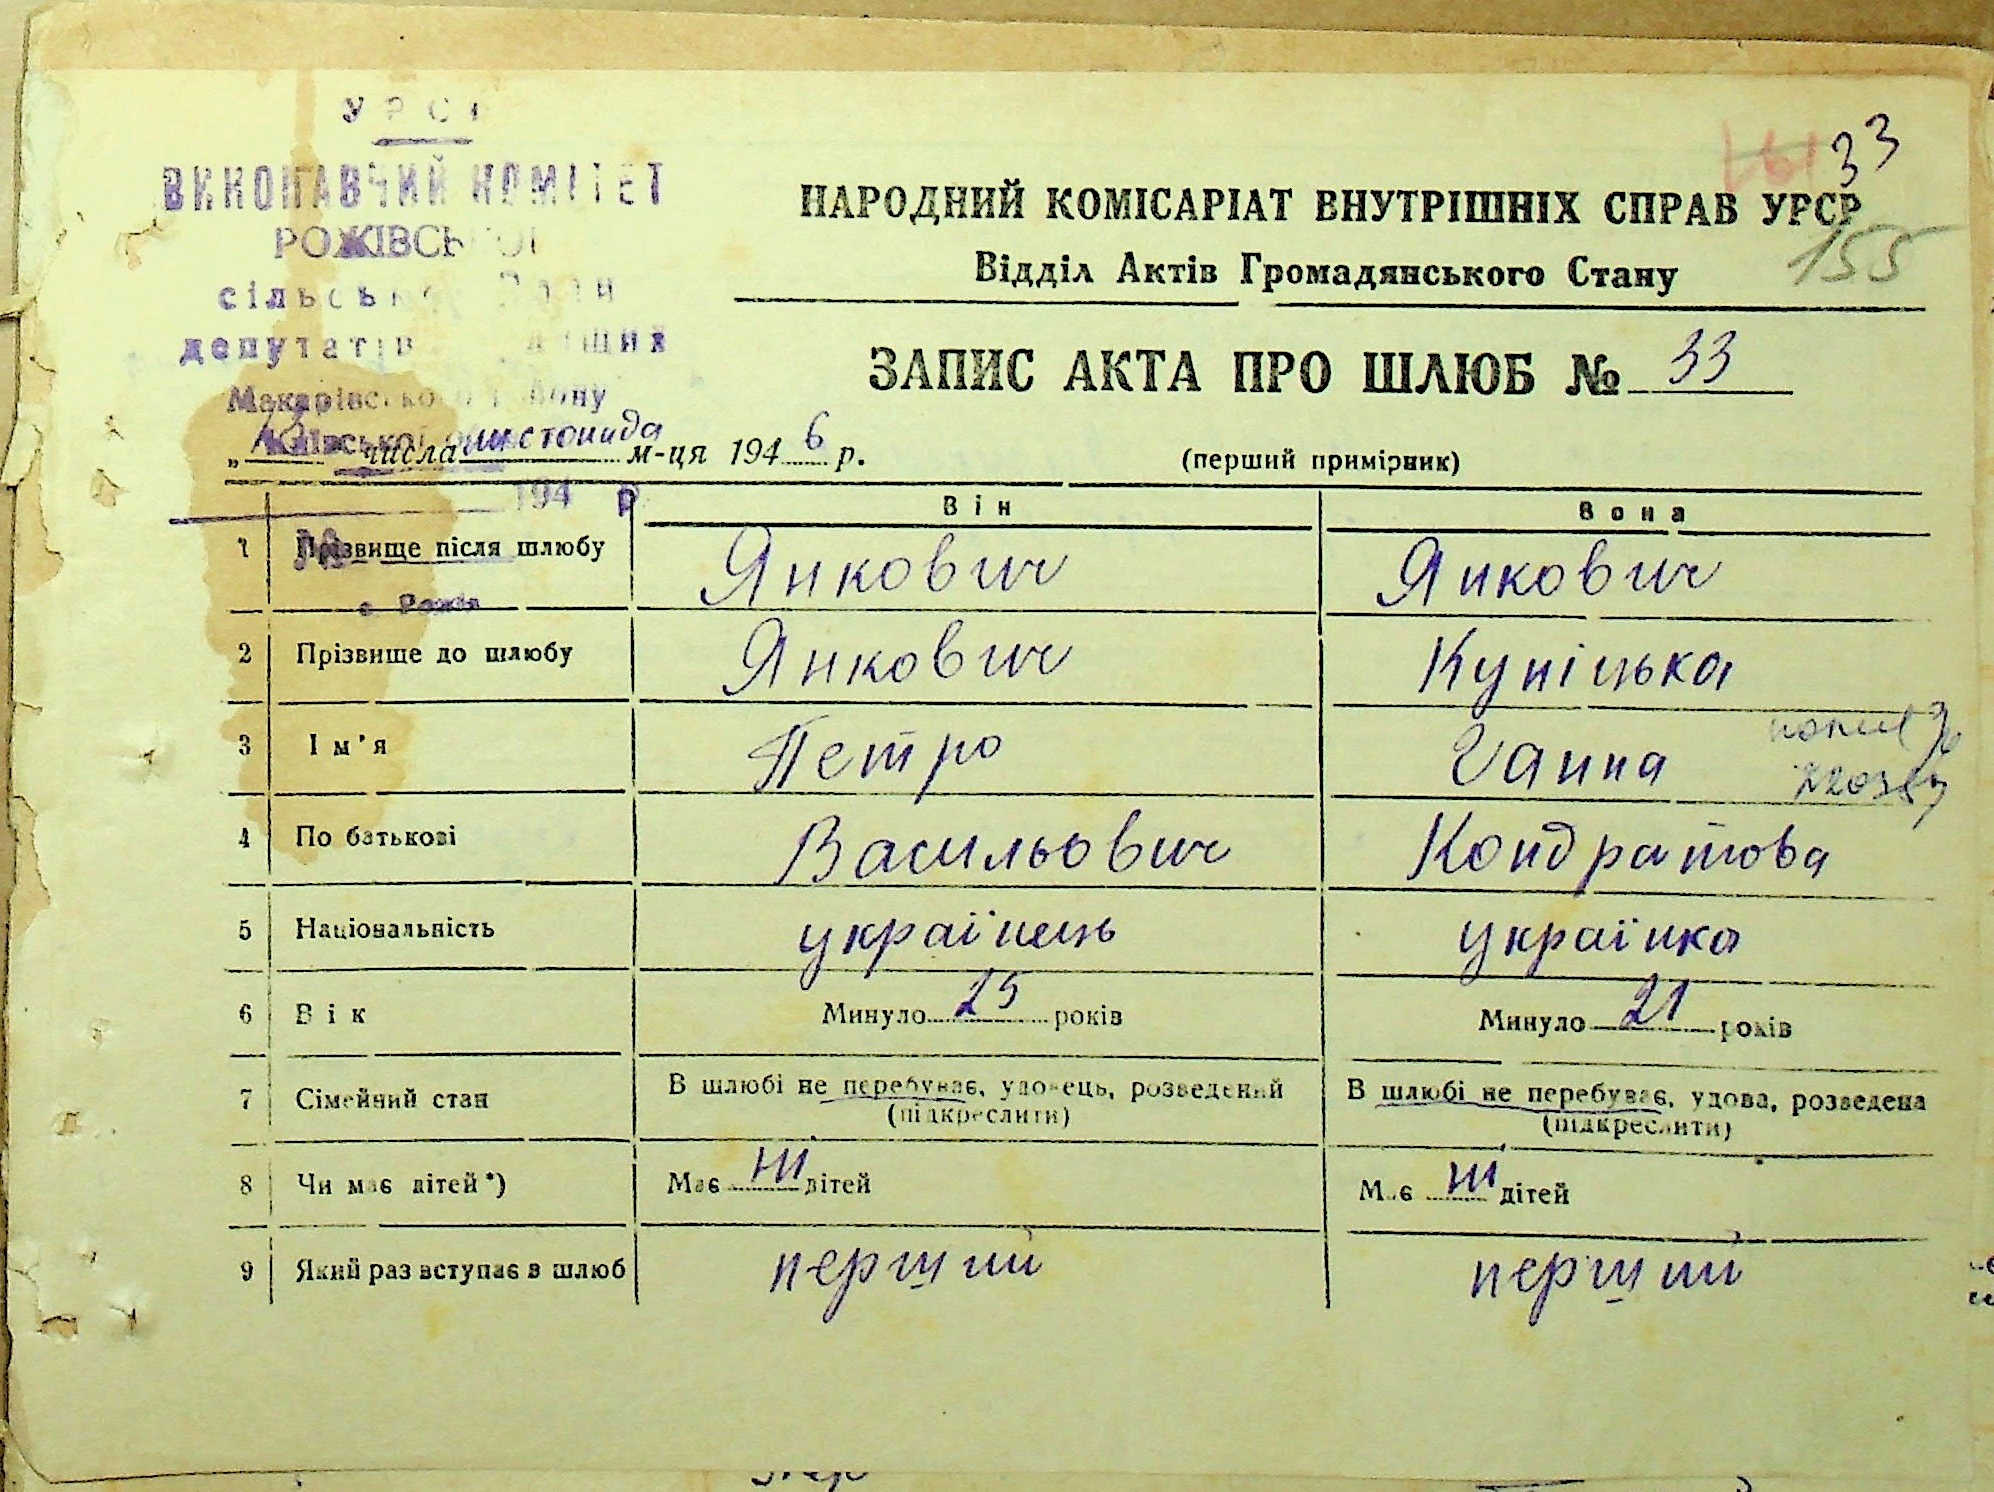 УРСР
ВИКОНАВЧИЙ КОМІТЕТ
РОЖІВСЬКОЇ
сільської Ради
депутатів трудящих
Макарівського району
Київської
194 р.
с. Рожів
33
161
НАРОДНИЙ КОМІСАРІАТ ВНУТРІШНІХ СПРАВ УРСР
155
Відділ Актів Громадянського Стану
ЗАПИС АКТА ПРО ШЛЮБ № 33
„ 13 числа листопида м-ця 1946 р.
(перший примірник)
Він Вона
1 Прізвище після шлюбу Янкович Янкович
2 Прізвище до шлюбу Янкович Куніцька
3 Ім'я Петро Ганна
4 По батькові Васильович Кондратова
5 Національність українець українка
6 Вік Минуло 25 років Минуло 21 років
7 Сімейний стан В шлюбі не перебуває, удовець, розведений В шлюбі не перебуває, удова, розведена
(підкреслити) (підкреслити)
8 Чи має дітей*) Має ні дітей Має ні дітей
9 Який раз вступає в шлюб перший перший